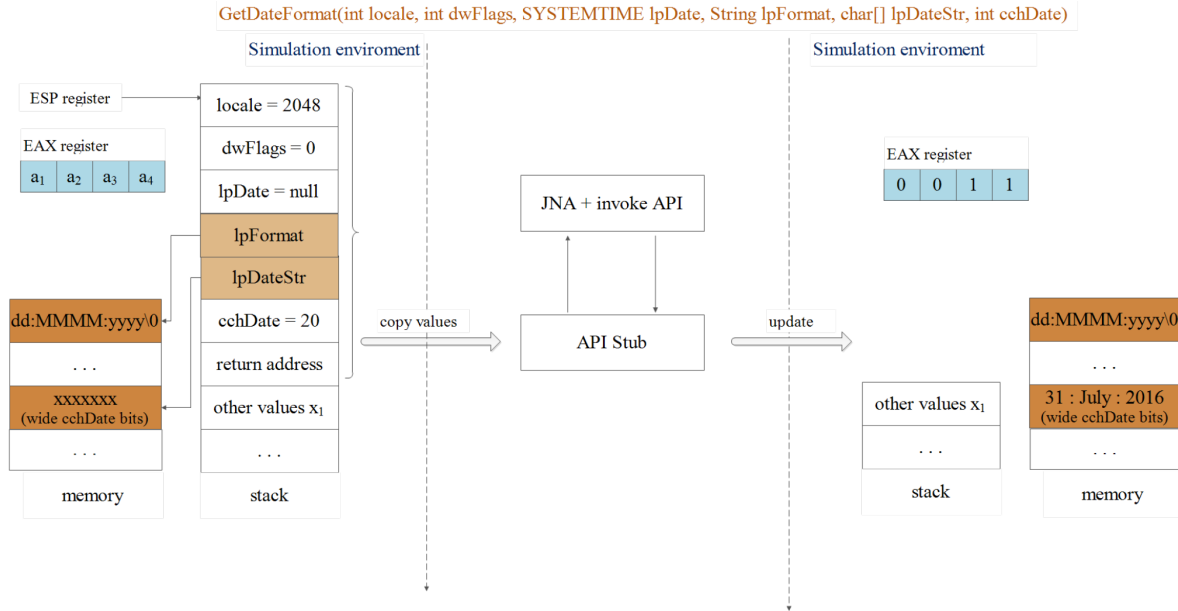 GetDateFormat(int locale, int dwFlags, SYSTEMTIME lpDate, String lpFormat, char[] lpDateStr, int cchDate)
Simulation enviroment
Simulation enviroment
ESP register
EAX register
a₁ a₂ a₃ a₄
locale = 2048
dwFlags = 0
lpDate = null
lpFormat
lpDateStr
cchDate = 20
return address
other values x₁
. . .
stack
dd:MMMM:yyyy\0
. . .
xxxxxxx
(wide cchDate bits)
. . .
memory
copy values
JNA + invoke API
API Stub
update
EAX register
0 0 1 1
other values x₁
. . .
stack
dd:MMMM:yyyy\0
. . .
31 : July : 2016
(wide cchDate bits)
. . .
memory